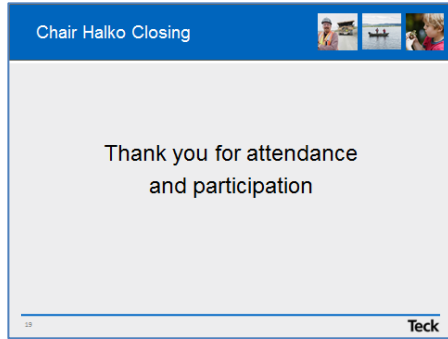 Chair Halko Closing
Thank you for attendance
and participation
19
Teck